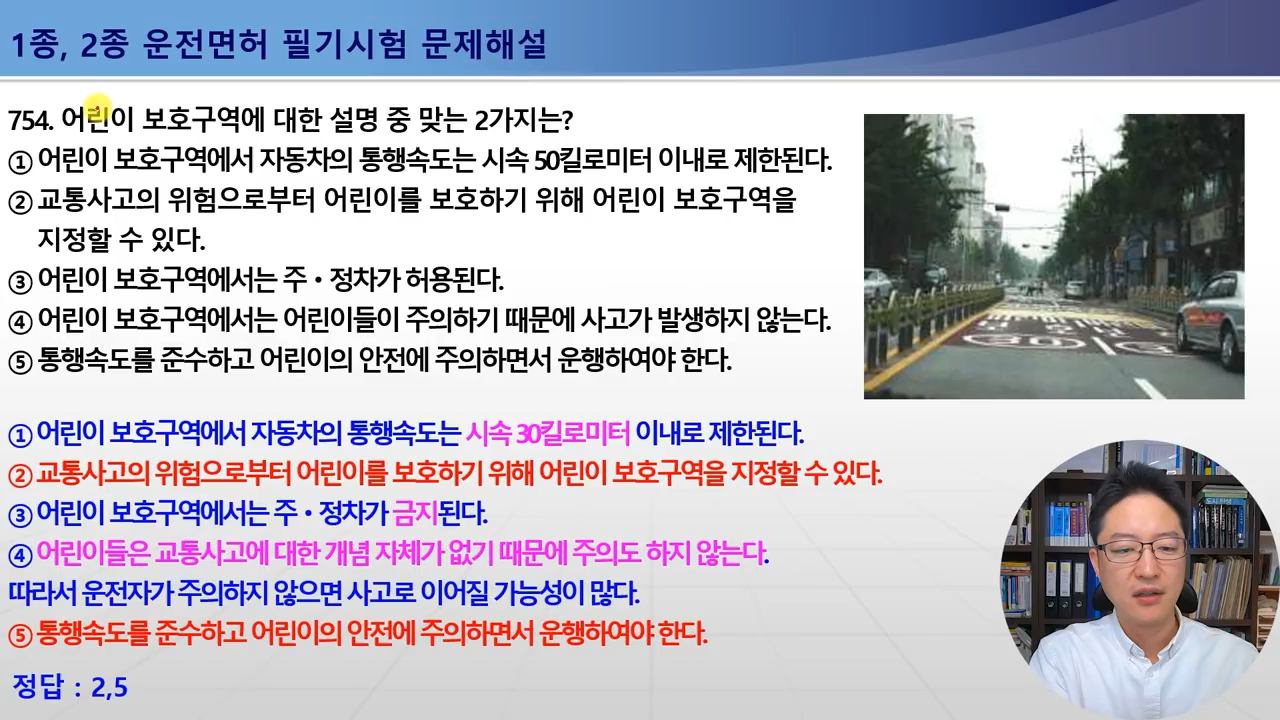 1종, 2종 운전면허 필기시험 문제해설
754. 어린이 보호구역에 대한 설명 중 맞는 2가지는?
① 어린이 보호구역에서 자동차의 통행속도는 시속 50킬로미터 이내로 제한된다.
② 교통사고의 위험으로부터 어린이를 보호하기 위해 어린이 보호구역을
지정할 수 있다.
③ 어린이 보호구역에서는 주・정차가 허용된다.
④ 어린이 보호구역에서는 어린이들이 주의하기 때문에 사고가 발생하지 않는다.
⑤ 통행속도를 준수하고 어린이의 안전에 주의하면서 운행하여야 한다.
30
① 어린이 보호구역에서 자동차의 통행속도는 시속 30킬로미터 이내로 제한된다.
② 교통사고의 위험으로부터 어린이를 보호하기 위해 어린이 보호구역을 지정할 수 있다.
③ 어린이 보호구역에서는 주・정차가 금지된다.
④ 어린이들은 교통사고에 대한 개념 자체가 없기 때문에 주의도 하지 않는다.
따라서 운전자가 주의하지 않으면 사고로 이어질 가능성이 많다.
⑤ 통행속도를 준수하고 어린이의 안전에 주의하면서 운행하여야 한다.
정답 : 2,5